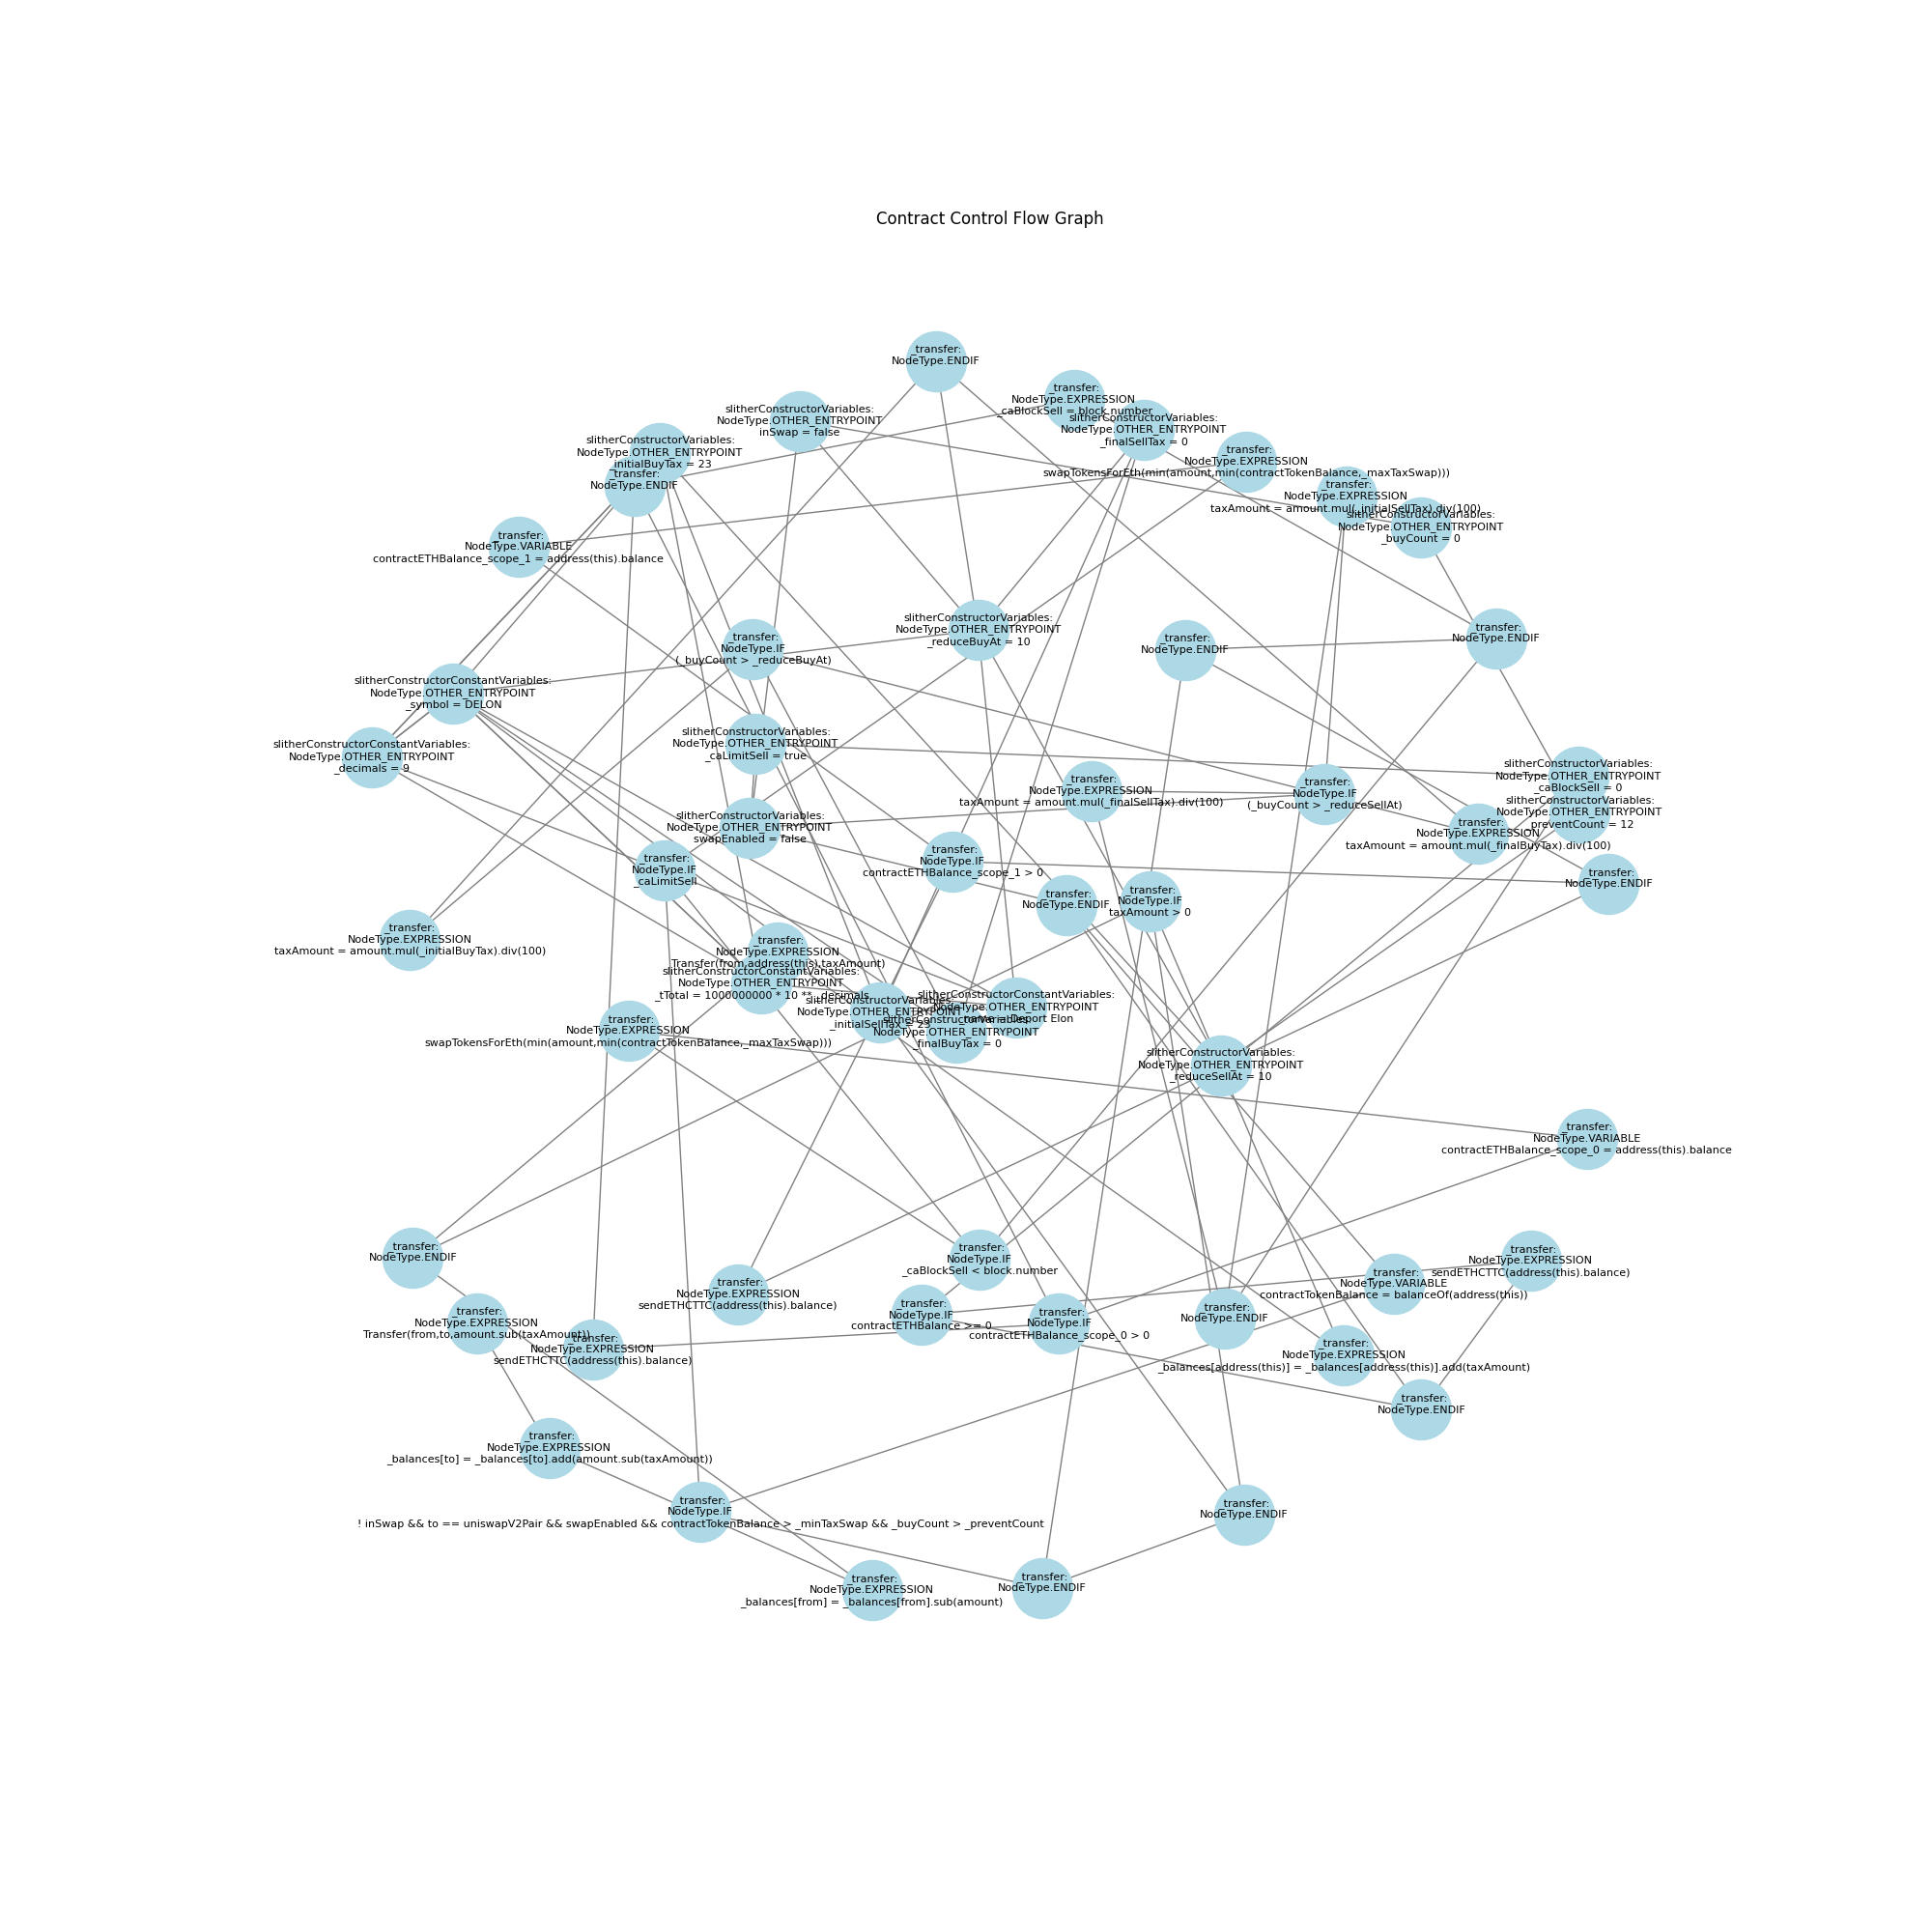 Contract Control Flow Graph
_transfer:
NodeType.ENDIF
_transfer:
NodeType.EXPRESSION
_caBlockSell = block.number
slitherConstructorVariables:
NodeType.OTHER_ENTRYPOINT
inSwap = false
slitherConstructorVariables:
NodeType.OTHER_ENTRYPOINT
_finalSellTax = 0
slitherConstructorVariables:
NodeType.OTHER_ENTRYPOINT
_initialBuyTax = 23
_transfer:
NodeType.EXPRESSION
swapTokensForEth(min(amount,min(contractTokenBalance,_maxTaxSwap)))
_transfer:
NodeType.ENDIF
_transfer:
NodeType.EXPRESSION
taxAmount = amount.mul(_initialSellTax).div(100)
slitherConstructorVariables:
NodeType.OTHER_ENTRYPOINT
_buyCount = 0
_transfer:
NodeType.VARIABLE
contractETHBalance_scope_1 = address(this).balance
slitherConstructorVariables:
NodeType.OTHER_ENTRYPOINT
_reduceBuyAt = 10
_transfer:
NodeType.ENDIF
_transfer:
NodeType.IF
(_buyCount > _reduceBuyAt)
_transfer:
NodeType.ENDIF
slitherConstructorConstantVariables:
NodeType.OTHER_ENTRYPOINT
_symbol = DELON
slitherConstructorVariables:
NodeType.OTHER_ENTRYPOINT
_caLimitSell = true
slitherConstructorConstantVariables:
NodeType.OTHER_ENTRYPOINT
_decimals = 9
slitherConstructorVariables:
NodeType.OTHER_ENTRYPOINT
_caBlockSell = 0
_transfer:
NodeType.EXPRESSION
taxAmount = amount.mul(_finalSellTax).div(100)
_transfer:
NodeType.IF
(_buyCount > _reduceSellAt)
slitherConstructorVariables:
NodeType.OTHER_ENTRYPOINT
_preventCount = 12
slitherConstructorVariables:
NodeType.OTHER_ENTRYPOINT
swapEnabled = false
_transfer:
NodeType.EXPRESSION
taxAmount = amount.mul(_finalBuyTax).div(100)
_transfer:
NodeType.IF
_caLimitSell
_transfer:
NodeType.IF
contractETHBalance_scope_1 > 0
_transfer:
NodeType.ENDIF
_transfer:
NodeType.ENDIF
_transfer:
NodeType.IF
taxAmount > 0
_transfer:
NodeType.EXPRESSION
taxAmount = amount.mul(_initialBuyTax).div(100)
_transfer:
NodeType.EXPRESSION
Transfer(from,address(this),taxAmount)
slitherConstructorConstantVariables:
NodeType.OTHER_ENTRYPOINT
_tTotal = 1000000000 * 10 ** _decimals
slitherConstructorVariables:
NodeType.OTHER_ENTRYPOINT
_initialSellTax = 23
slitherConstructorConstantVariables:
NodeType.OTHER_ENTRYPOINT
_name = Deport Elon
slitherConstructorVariables:
NodeType.OTHER_ENTRYPOINT
_finalBuyTax = 0
_transfer:
NodeType.EXPRESSION
swapTokensForEth(min(amount,min(contractTokenBalance,_maxTaxSwap)))
slitherConstructorVariables:
NodeType.OTHER_ENTRYPOINT
_reduceSellAt = 10
_transfer:
NodeType.VARIABLE
contractETHBalance_scope_0 = address(this).balance
_transfer:
NodeType.ENDIF
_transfer:
NodeType.IF
_caBlockSell < block.number
_transfer:
NodeType.EXPRESSION
sendETHCTTC(address(this).balance)
_transfer:
NodeType.VARIABLE
contractTokenBalance = balanceOf(address(this))
_transfer:
NodeType.EXPRESSION
sendETHCTTC(address(this).balance)
_transfer:
NodeType.IF
contractETHBalance >= 0
_transfer:
NodeType.EXPRESSION
Transfer(from,to,amount.sub(taxAmount))
_transfer:
NodeType.IF
contractETHBalance_scope_0 > 0
_transfer:
NodeType.ENDIF
_transfer:
NodeType.EXPRESSION
sendETHCTTC(address(this).balance)
_transfer:
NodeType.EXPRESSION
_balances[address(this)] = _balances[address(this)].add(taxAmount)
_transfer:
NodeType.ENDIF
_transfer:
NodeType.EXPRESSION
_balances[to] = _balances[to].add(amount.sub(taxAmount))
_transfer:
NodeType.IF
! inSwap && to == uniswapV2Pair && swapEnabled && contractTokenBalance > _minTaxSwap && _buyCount > _preventCount
_transfer:
NodeType.ENDIF
_transfer:
NodeType.EXPRESSION
_balances[from] = _balances[from].sub(amount)
_transfer:
NodeType.ENDIF